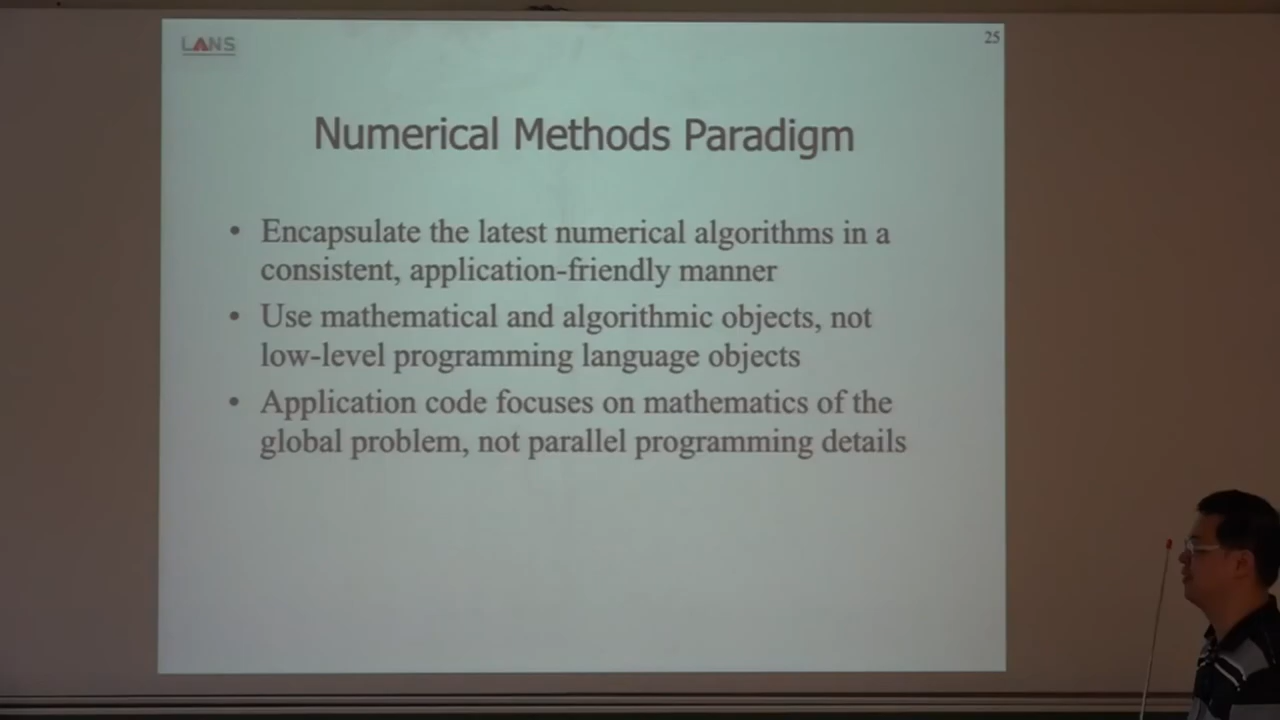 LANS
25
Numerical Methods Paradigm
• Encapsulate the latest numerical algorithms in a
consistent, application-friendly manner
• Use mathematical and algorithmic objects, not
low-level programming language objects
• Application code focuses on mathematics of the
global problem, not parallel programming details